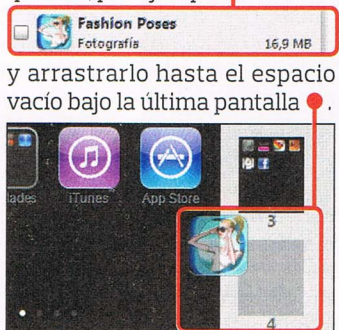 Fashion Poses
Fotografía 16,9 MB
y arrastrarlo hasta el espacio
vacío bajo la última pantalla .
iTunes App Store
3
4